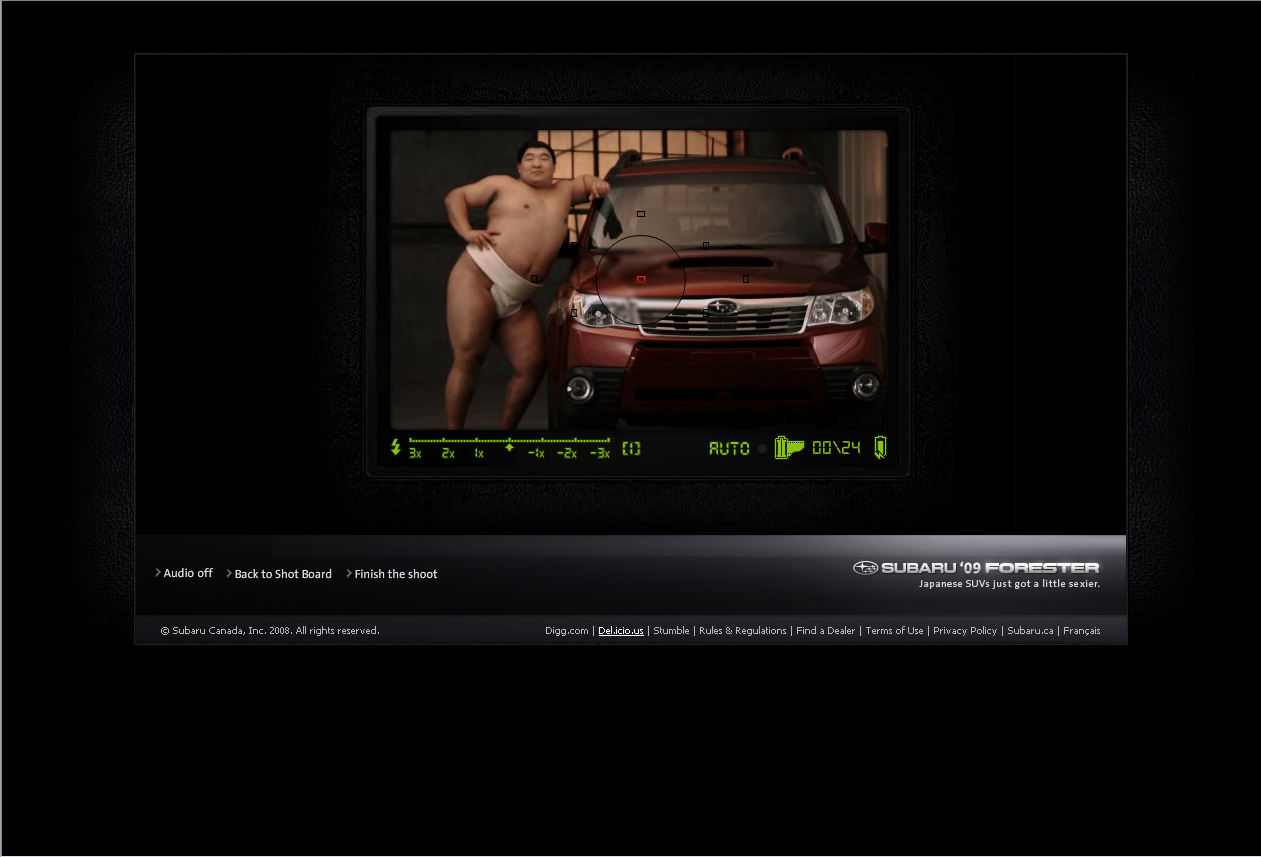 3x 2x 1x -1x -2x -3x [1] AUTO 00\24
Audio off Back to Shot Board Finish the shoot
SUBARU '09 FORESTER
Japanese SUVs just got a little sexier.
© Subaru Canada, Inc. 2008. All rights reserved.
Digg.com | Del.icio.us | Stumble | Rules & Regulations | Find a Dealer | Terms of Use | Privacy Policy | Subaru.ca | Français